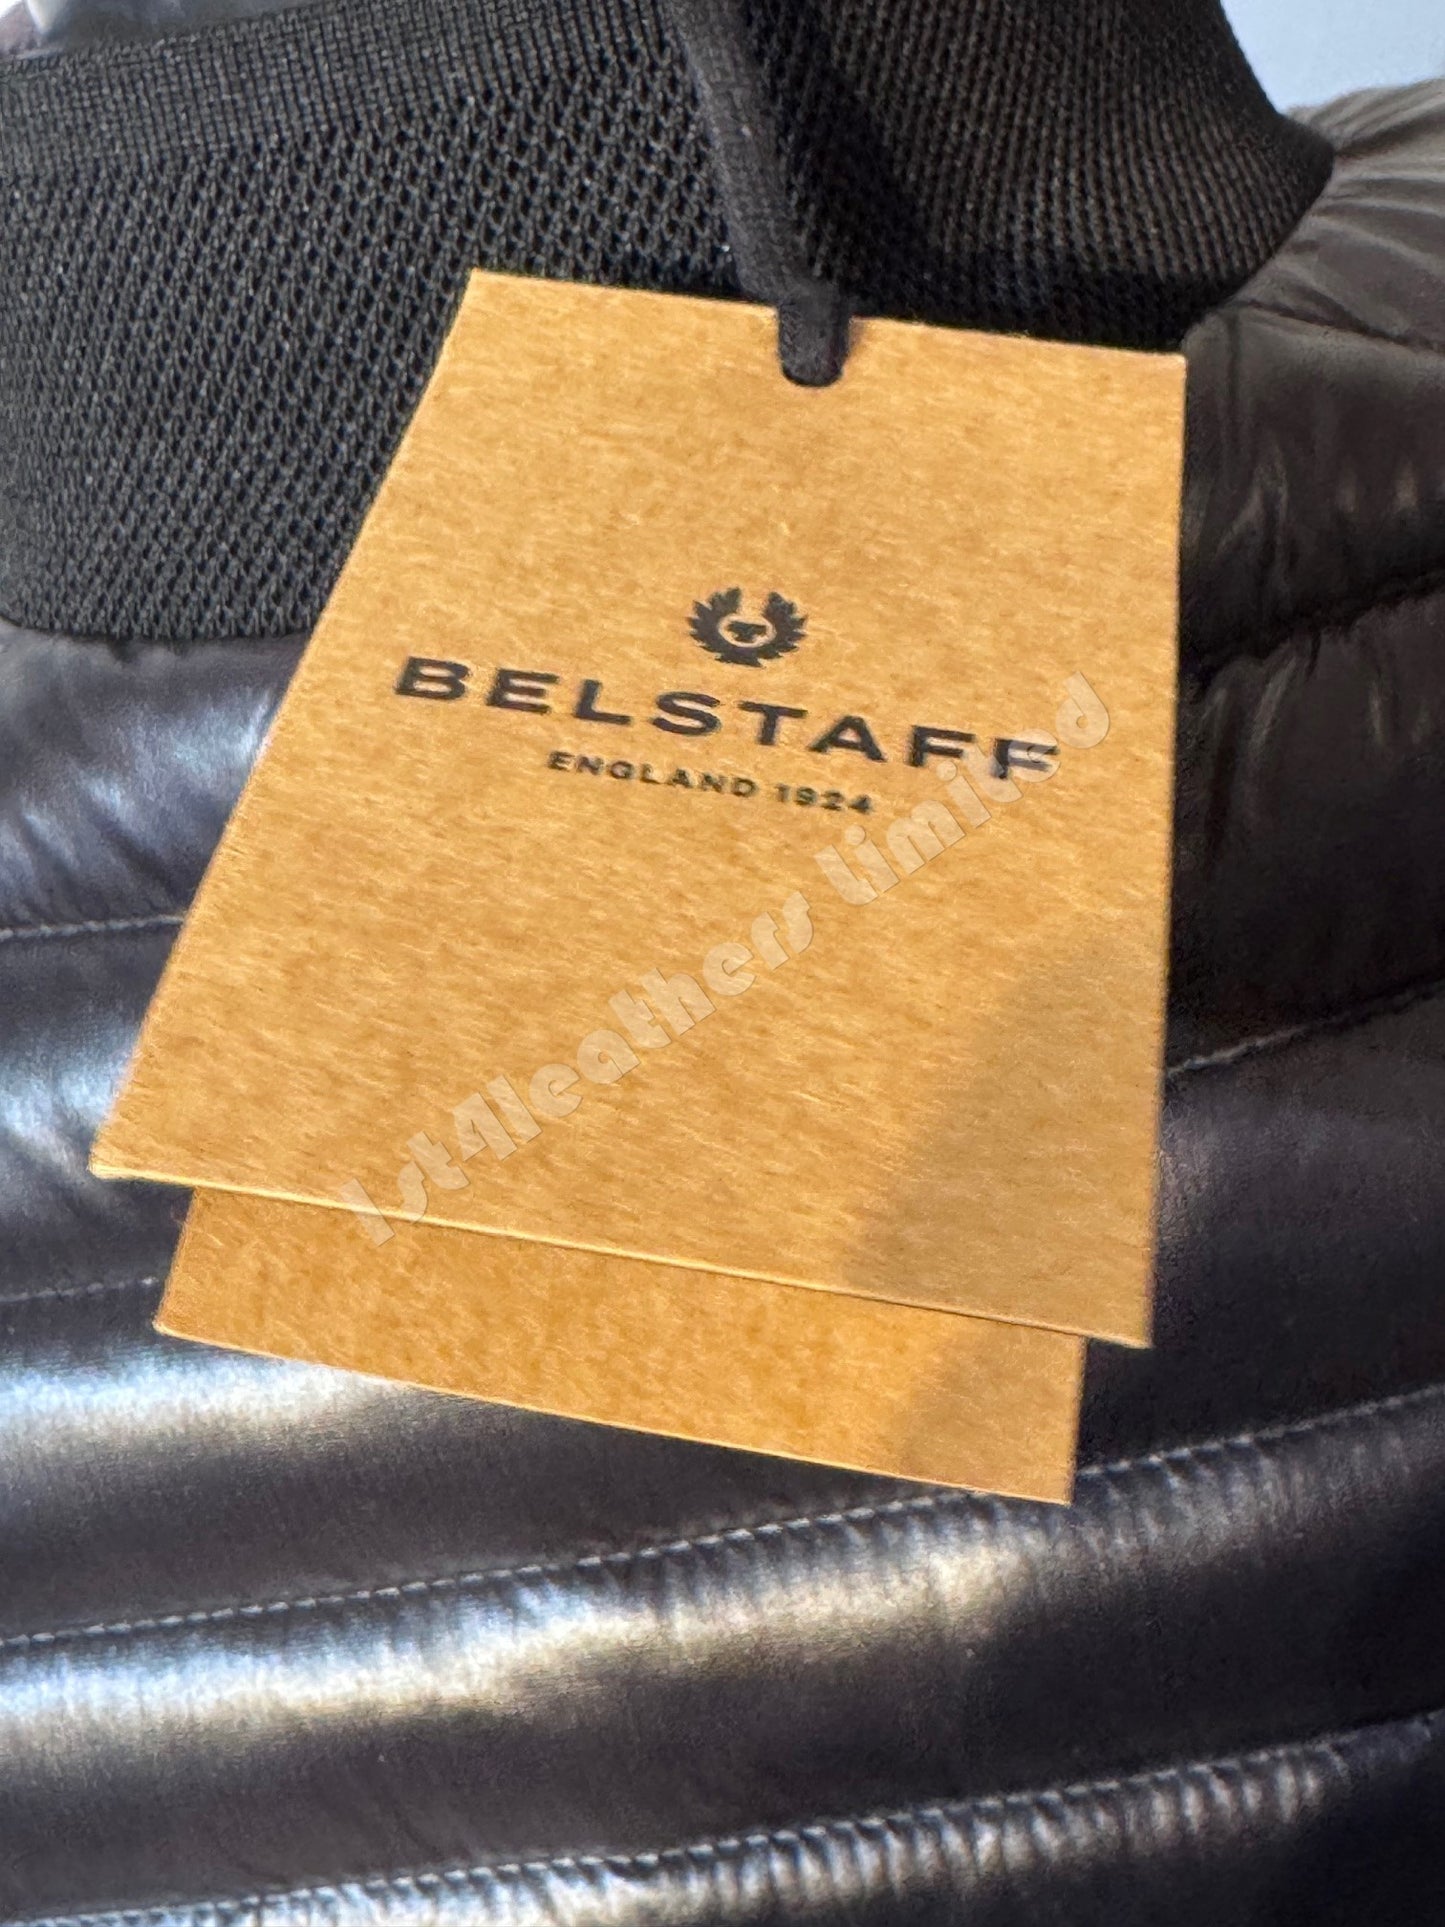 BELSTAFF
ENGLAND 1924
1st4leathers limited